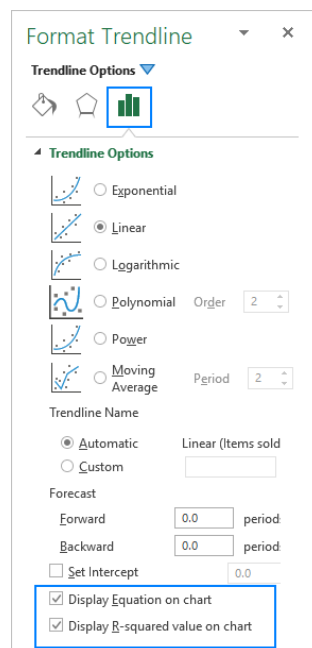 Format Trendline
Trendline Options
Trendline Options
Exponential
Linear
Logarithmic
Polynomial Order 2
Power
Moving
Average Period 2
Trendline Name
Automatic Linear (Items sold
Custom
Forecast
Forward 0.0 period
Backward 0.0 period
Set Intercept 0.0
Display Equation on chart
Display R-squared value on chart